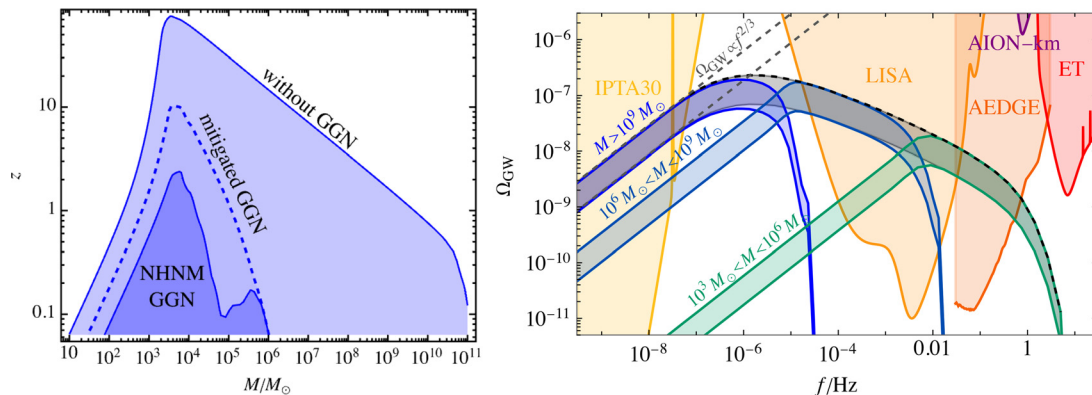 10
1
0.1
z
without GGN
mitigated GGN
NHNM
GGN
10 10² 10³ 10⁴ 10⁵ 10⁶ 10⁷ 10⁸ 10⁹ 10¹⁰ 10¹¹
M/M⊙
10⁻⁶
10⁻⁷
10⁻⁸
10⁻⁹
10⁻¹⁰
10⁻¹¹
Ω_GW
IPTA30
Ω_GW ∝ f^2/3
LISA
AION-km
ET
AEDGE
M>10⁹ M⊙
10⁶ M⊙<M<10⁹ M⊙
10³ M⊙<M<10⁶ M⊙
10⁻⁸ 10⁻⁶ 10⁻⁴ 0.01 1
f/Hz